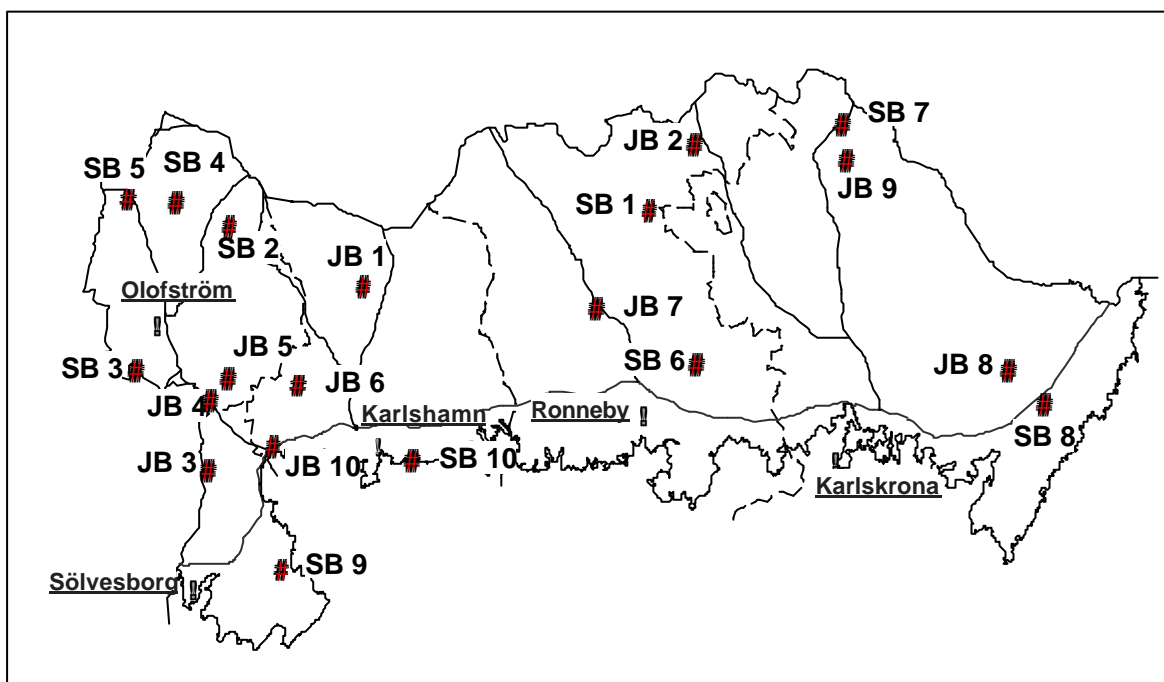 SB 7
JB 2
SB 5
SB 4
JB 9
SB 1
SB 2
JB 1
Olofström
!
JB 7
SB 3
JB 5
SB 6
JB 8
JB 4
JB 6
Karlshamn
Ronneby
!
SB 8
JB 3
JB 10
!
SB 10
!
Karlskrona
SB 9
Sölvesborg
!